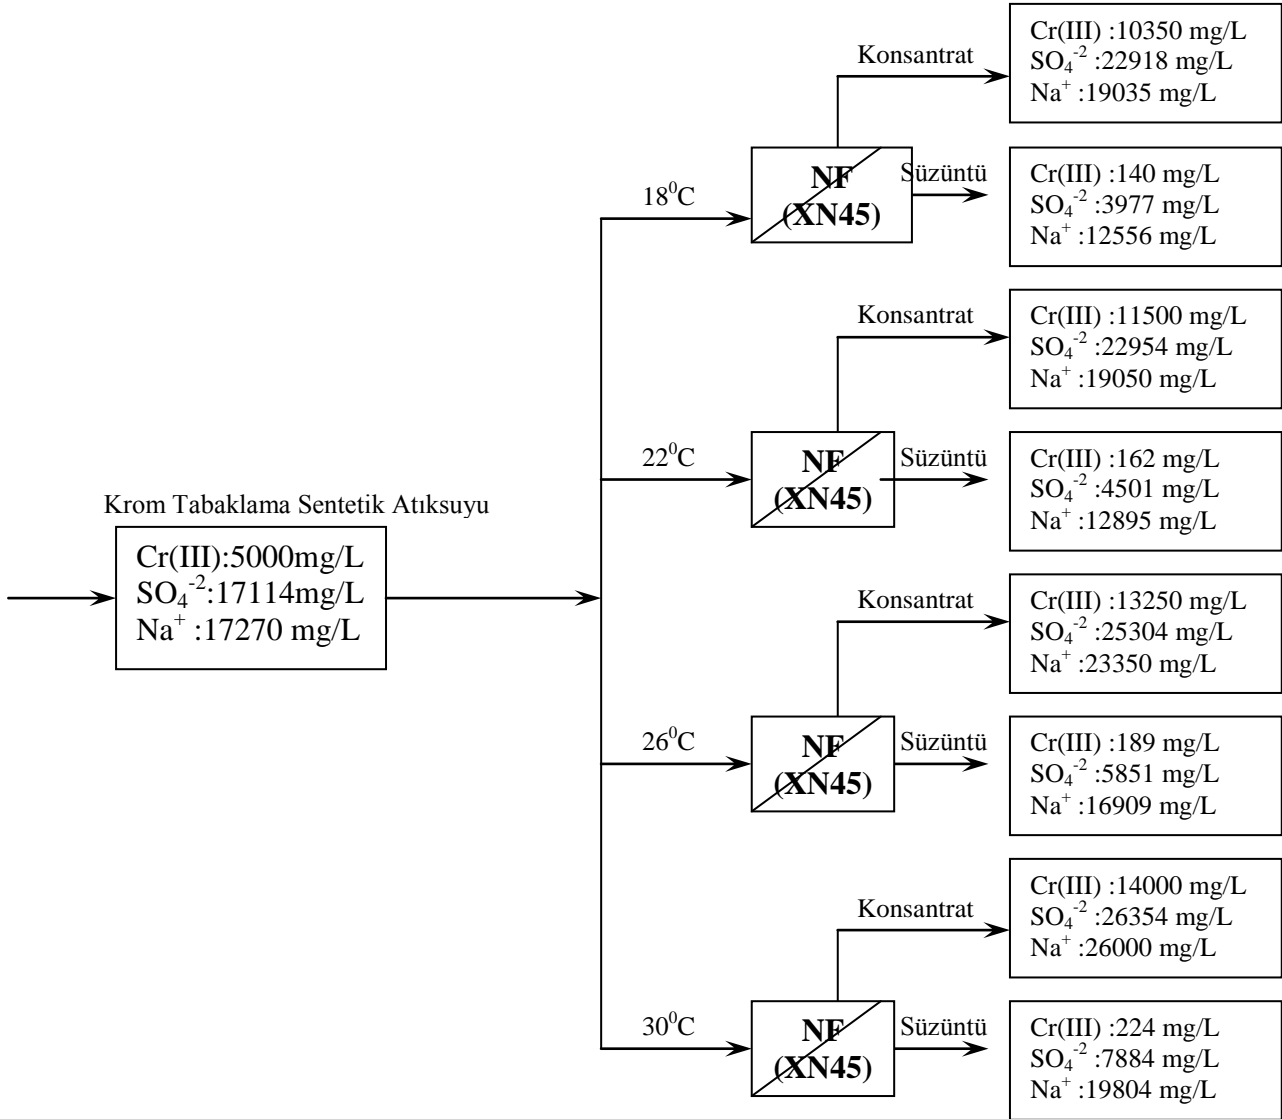 Konsantrat
Cr(III) :10350 mg/L
SO₄⁻² :22918 mg/L
Na⁺ :19035 mg/L
18⁰C
NF
(XN45)
Süzüntü
Cr(III) :140 mg/L
SO₄⁻² :3977 mg/L
Na⁺ :12556 mg/L
Konsantrat
Cr(III) :11500 mg/L
SO₄⁻² :22954 mg/L
Na⁺ :19050 mg/L
22⁰C
NF
(XN45)
Süzüntü
Cr(III) :162 mg/L
SO₄⁻² :4501 mg/L
Na⁺ :12895 mg/L
Krom Tabaklama Sentetik Atıksuyu
Cr(III):5000mg/L
SO₄⁻²:17114mg/L
Na⁺ :17270 mg/L
Konsantrat
Cr(III) :13250 mg/L
SO₄⁻² :25304 mg/L
Na⁺ :23350 mg/L
26⁰C
NF
(XN45)
Süzüntü
Cr(III) :189 mg/L
SO₄⁻² :5851 mg/L
Na⁺ :16909 mg/L
Konsantrat
Cr(III) :14000 mg/L
SO₄⁻² :26354 mg/L
Na⁺ :26000 mg/L
30⁰C
NF
(XN45)
Süzüntü
Cr(III) :224 mg/L
SO₄⁻² :7884 mg/L
Na⁺ :19804 mg/L